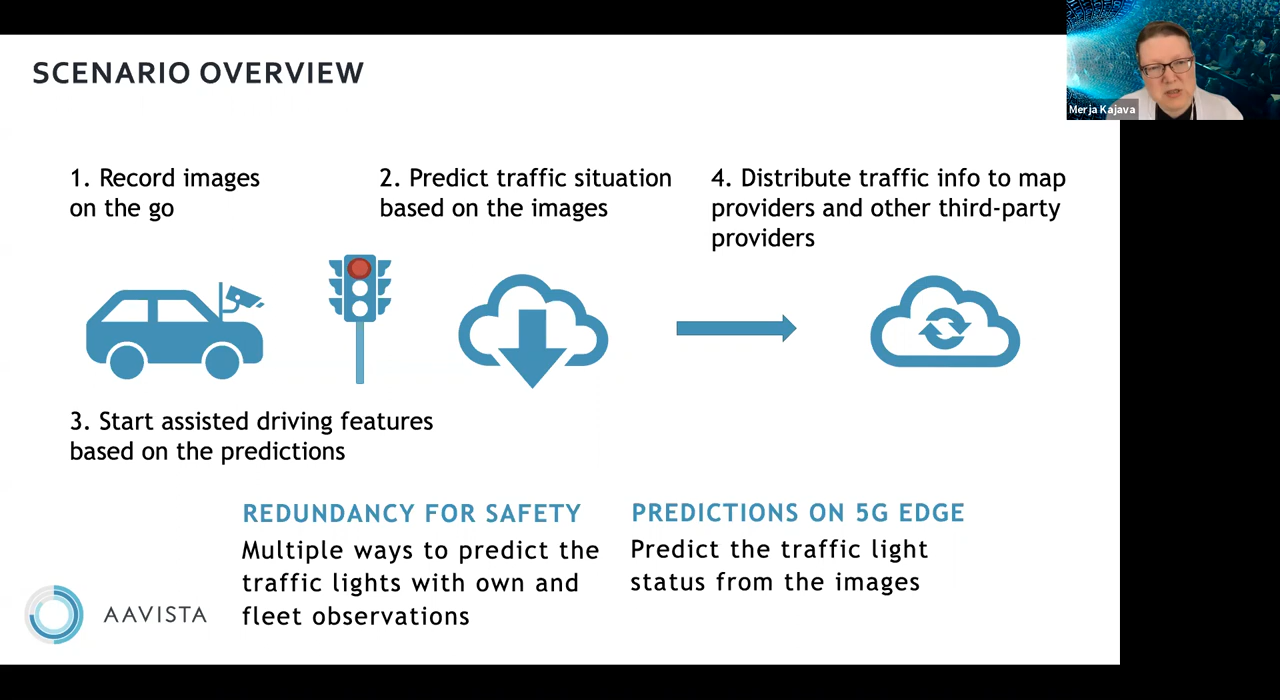 SCENARIO OVERVIEW
Merja Kajava
1. Record images
on the go
2. Predict traffic situation
based on the images
4. Distribute traffic info to map
providers and other third-party
providers
3. Start assisted driving features
based on the predictions
REDUNDANCY FOR SAFETY
Multiple ways to predict the
traffic lights with own and
fleet observations
PREDICTIONS ON 5G EDGE
Predict the traffic light
status from the images
AAVISTA